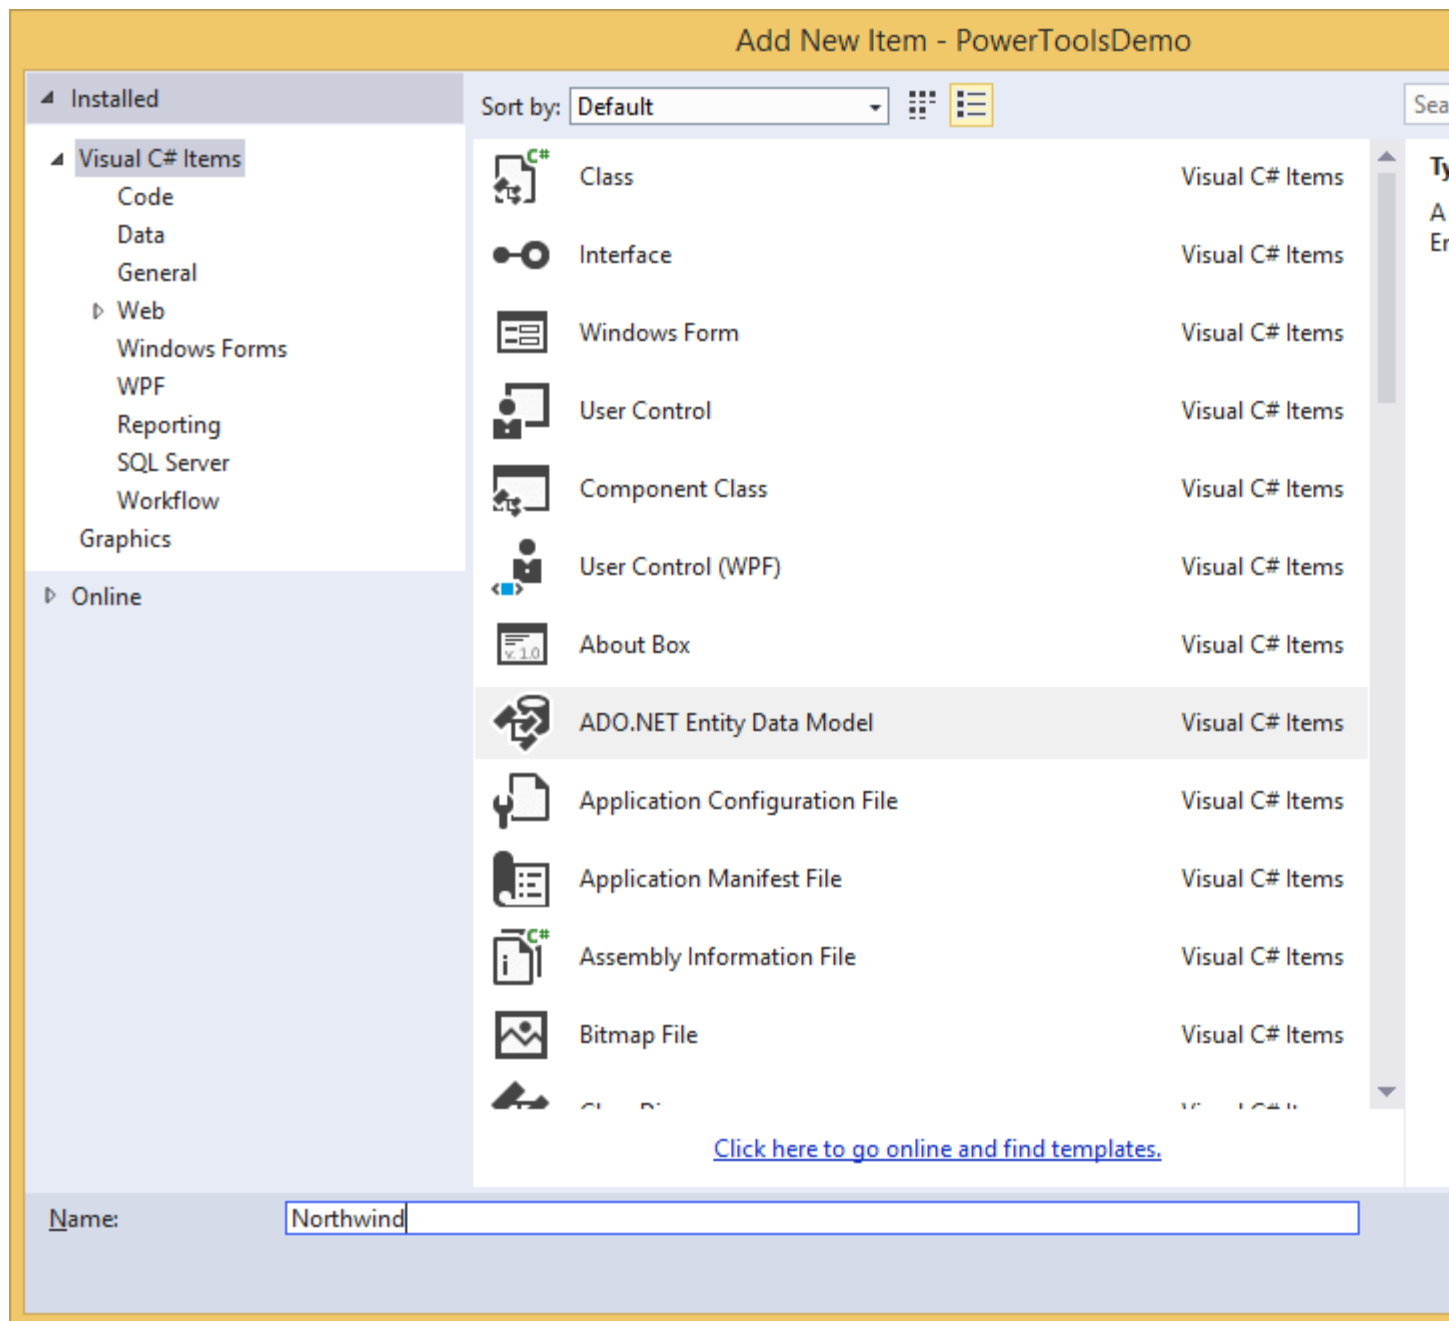 Add New Item - PowerToolsDemo
Installed
Visual C# Items
Code
Data
General
Web
Windows Forms
WPF
Reporting
SQL Server
Workflow
Graphics
Online
Sort by: Default
C# Class Visual C# Items
Interface Visual C# Items
Windows Form Visual C# Items
User Control Visual C# Items
Component Class Visual C# Items
User Control (WPF) Visual C# Items
v. 1.0 About Box Visual C# Items
ADO.NET Entity Data Model Visual C# Items
Application Configuration File Visual C# Items
Application Manifest File Visual C# Items
C# Assembly Information File Visual C# Items
Bitmap File Visual C# Items
Click here to go online and find templates.
A
Name: Northwind